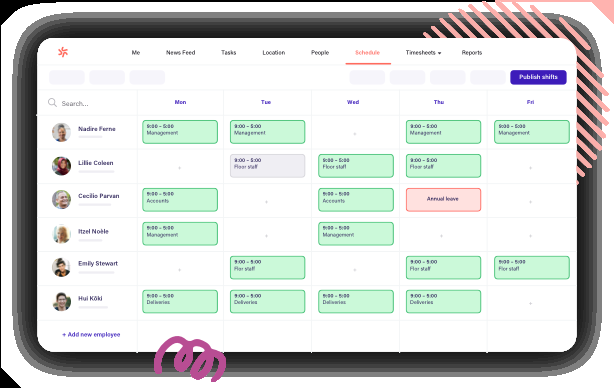 Me News Feed Tasks Location People Schedule Timesheets Reports
Publish shifts
Search... Mon Tue Wed Thu Fri
Nadire Ferne
9:00 – 5:00 9:00 – 5:00 9:00 – 5:00 9:00 – 5:00
Management Management Management Management
Lillie Coleen
9:00 – 5:00 9:00 – 5:00 9:00 – 5:00
Floor staff Floor staff Floor staff
Cecilio Parvan
9:00 – 5:00 9:00 – 5:00 Annual leave
Accounts Accounts
Itzel Noële
9:00 – 5:00 9:00 – 5:00
Management Management
Emily Stewart
9:00 – 5:00 9:00 – 5:00 9:00 – 5:00
Flor staff Flor staff Flor staff
Hui Kōki
9:00 – 5:00 9:00 – 5:00 9:00 – 5:00 9:00 – 5:00
Deliveries Deliveries Deliveries Deliveries
+ Add new employee